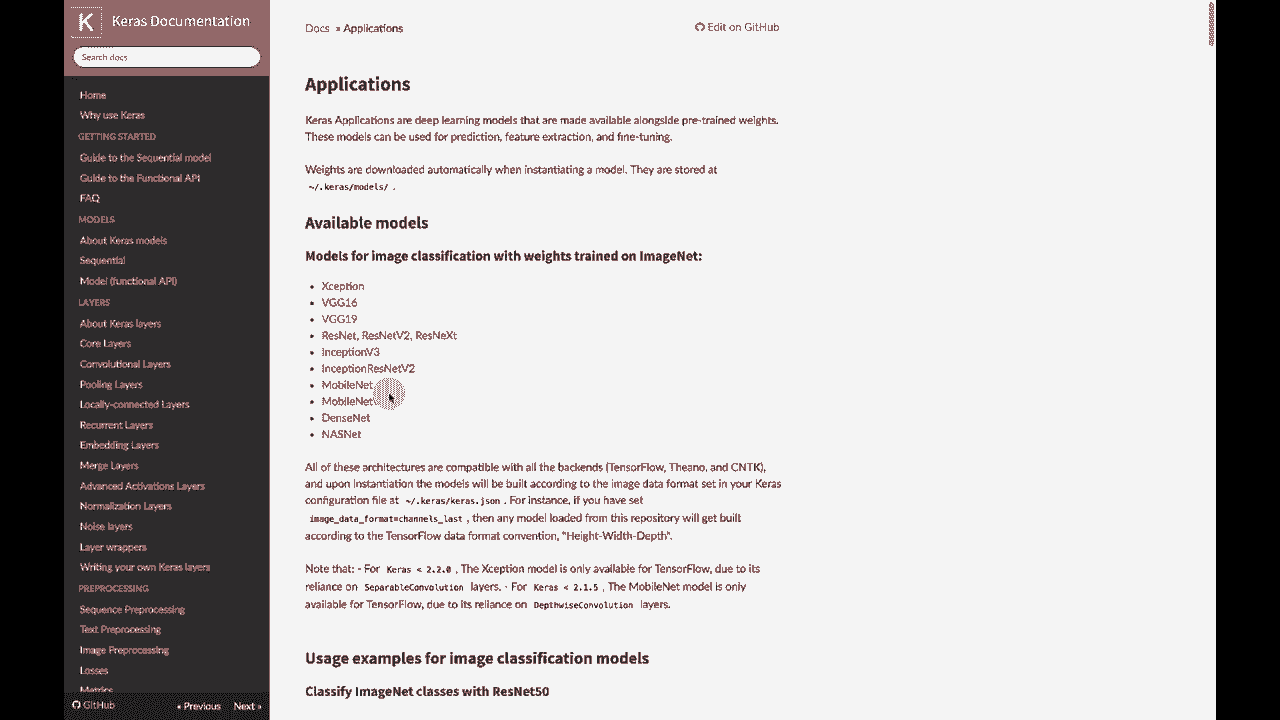 K Keras Documentation
Search docs
Home
Why use Keras
GETTING STARTED
Guide to the Sequential model
Guide to the Functional API
FAQ
MODELS
About Keras models
Sequential
Model (functional API)
LAYERS
About Keras layers
Core Layers
Convolutional Layers
Pooling Layers
Locally-connected Layers
Recurrent Layers
Embedding Layers
Merge Layers
Advanced Activations Layers
Normalization Layers
Noise layers
Layer wrappers
Writing your own Keras layers
PREPROCESSING
Sequence Preprocessing
Text Preprocessing
Image Preprocessing
Losses
Metrics
GitHub « Previous Next »
Docs » Applications Edit on GitHub
Applications
Keras Applications are deep learning models that are made available alongside pre-trained weights.
These models can be used for prediction, feature extraction, and fine-tuning.
Weights are downloaded automatically when instantiating a model. They are stored at
~/.keras/models/ .
Available models
Models for image classification with weights trained on ImageNet:
• Xception
• VGG16
• VGG19
• ResNet, ResNetV2, ResNeXt
• InceptionV3
• InceptionResNetV2
• MobileNet
• MobileNet
• DenseNet
• NASNet
All of these architectures are compatible with all the backends (TensorFlow, Theano, and CNTK),
and upon instantiation the models will be built according to the image data format set in your Keras
configuration file at ~/.keras/keras.json . For instance, if you have set
image_data_format=channels_last , then any model loaded from this repository will get built
according to the TensorFlow data format convention, "Height-Width-Depth".
Note that: - For Keras < 2.2.0 , The Xception model is only available for TensorFlow, due to its
reliance on SeparableConvolution layers. - For Keras < 2.1.5 , The MobileNet model is only
available for TensorFlow, due to its reliance on DepthwiseConvolution layers.
Usage examples for image classification models
Classify ImageNet classes with ResNet50